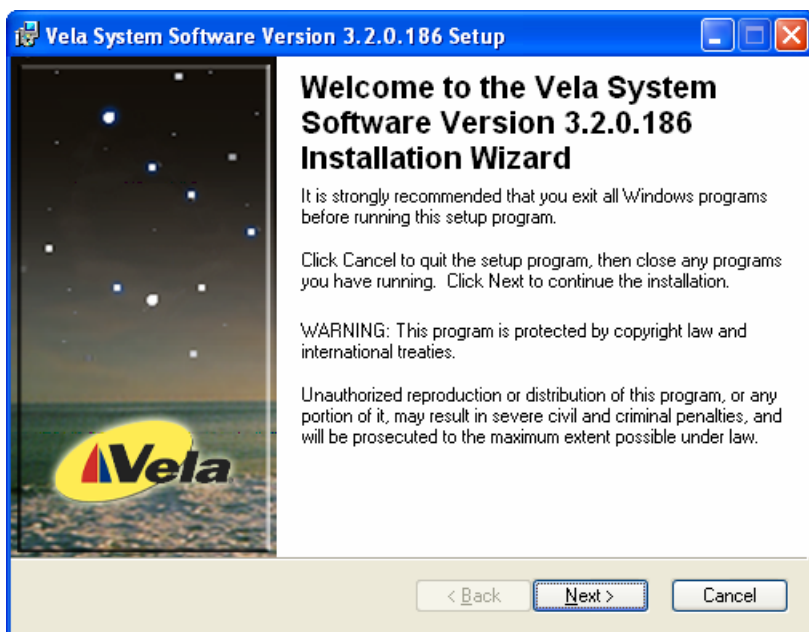 Vela System Software Version 3.2.0.186 Setup
Welcome to the Vela System
Software Version 3.2.0.186
Installation Wizard
It is strongly recommended that you exit all Windows programs
before running this setup program.
Click Cancel to quit the setup program, then close any programs
you have running.  Click Next to continue the installation.
WARNING: This program is protected by copyright law and
international treaties.
Unauthorized reproduction or distribution of this program, or any
portion of it, may result in severe civil and criminal penalties, and
will be prosecuted to the maximum extent possible under law.
Vela
< Back
Next >
Cancel